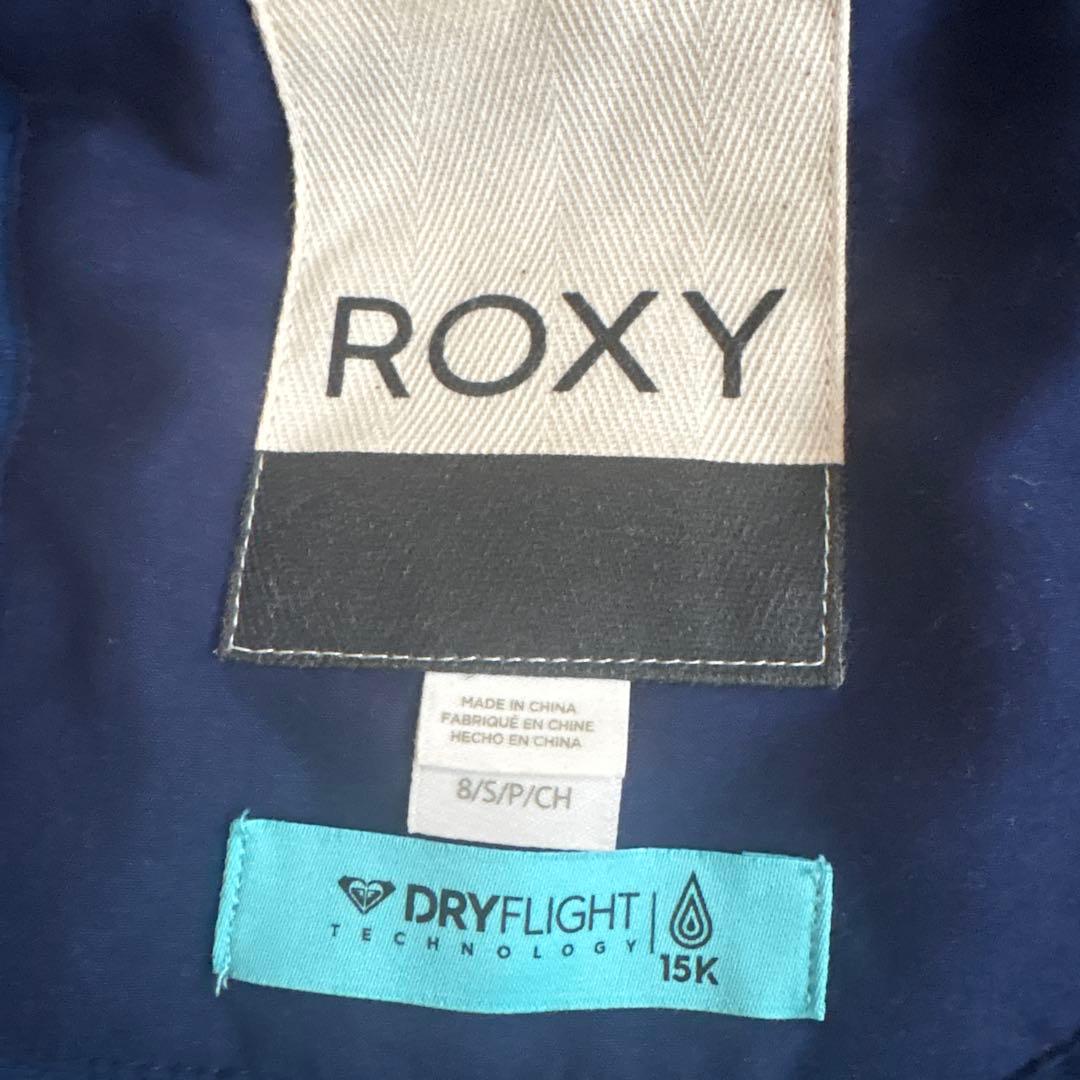 ROXY
MADE IN CHINA
FABRIQUÉ EN CHINE
HECHO EN CHINA
8/S/P/CH
DRYFLIGHT
TECHNOLOGY
15K